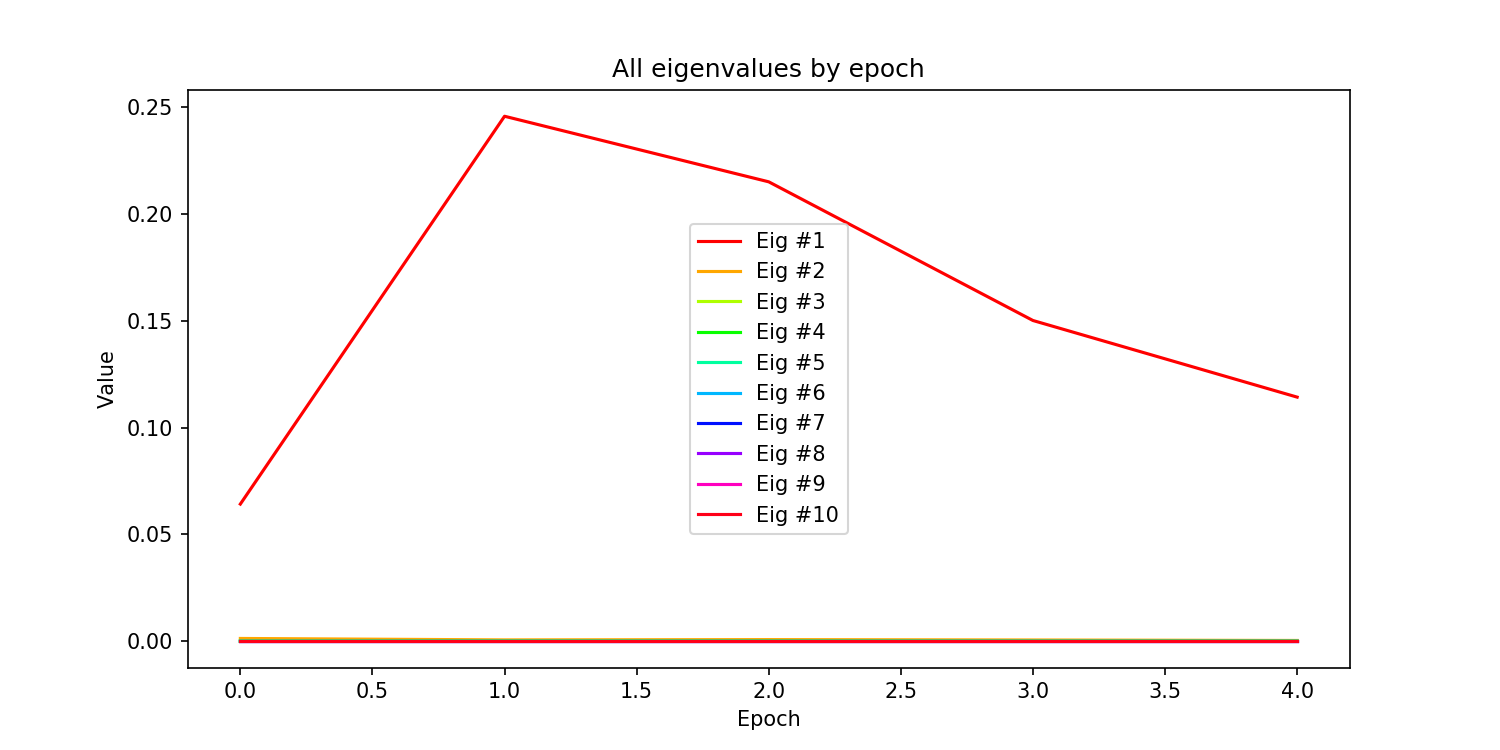 All eigenvalues by epoch
0.25
0.20
0.15
0.10
0.05
0.00
Value
Eig #1
Eig #2
Eig #3
Eig #4
Eig #5
Eig #6
Eig #7
Eig #8
Eig #9
Eig #10
0.0 0.5 1.0 1.5 2.0 2.5 3.0 3.5 4.0
Epoch